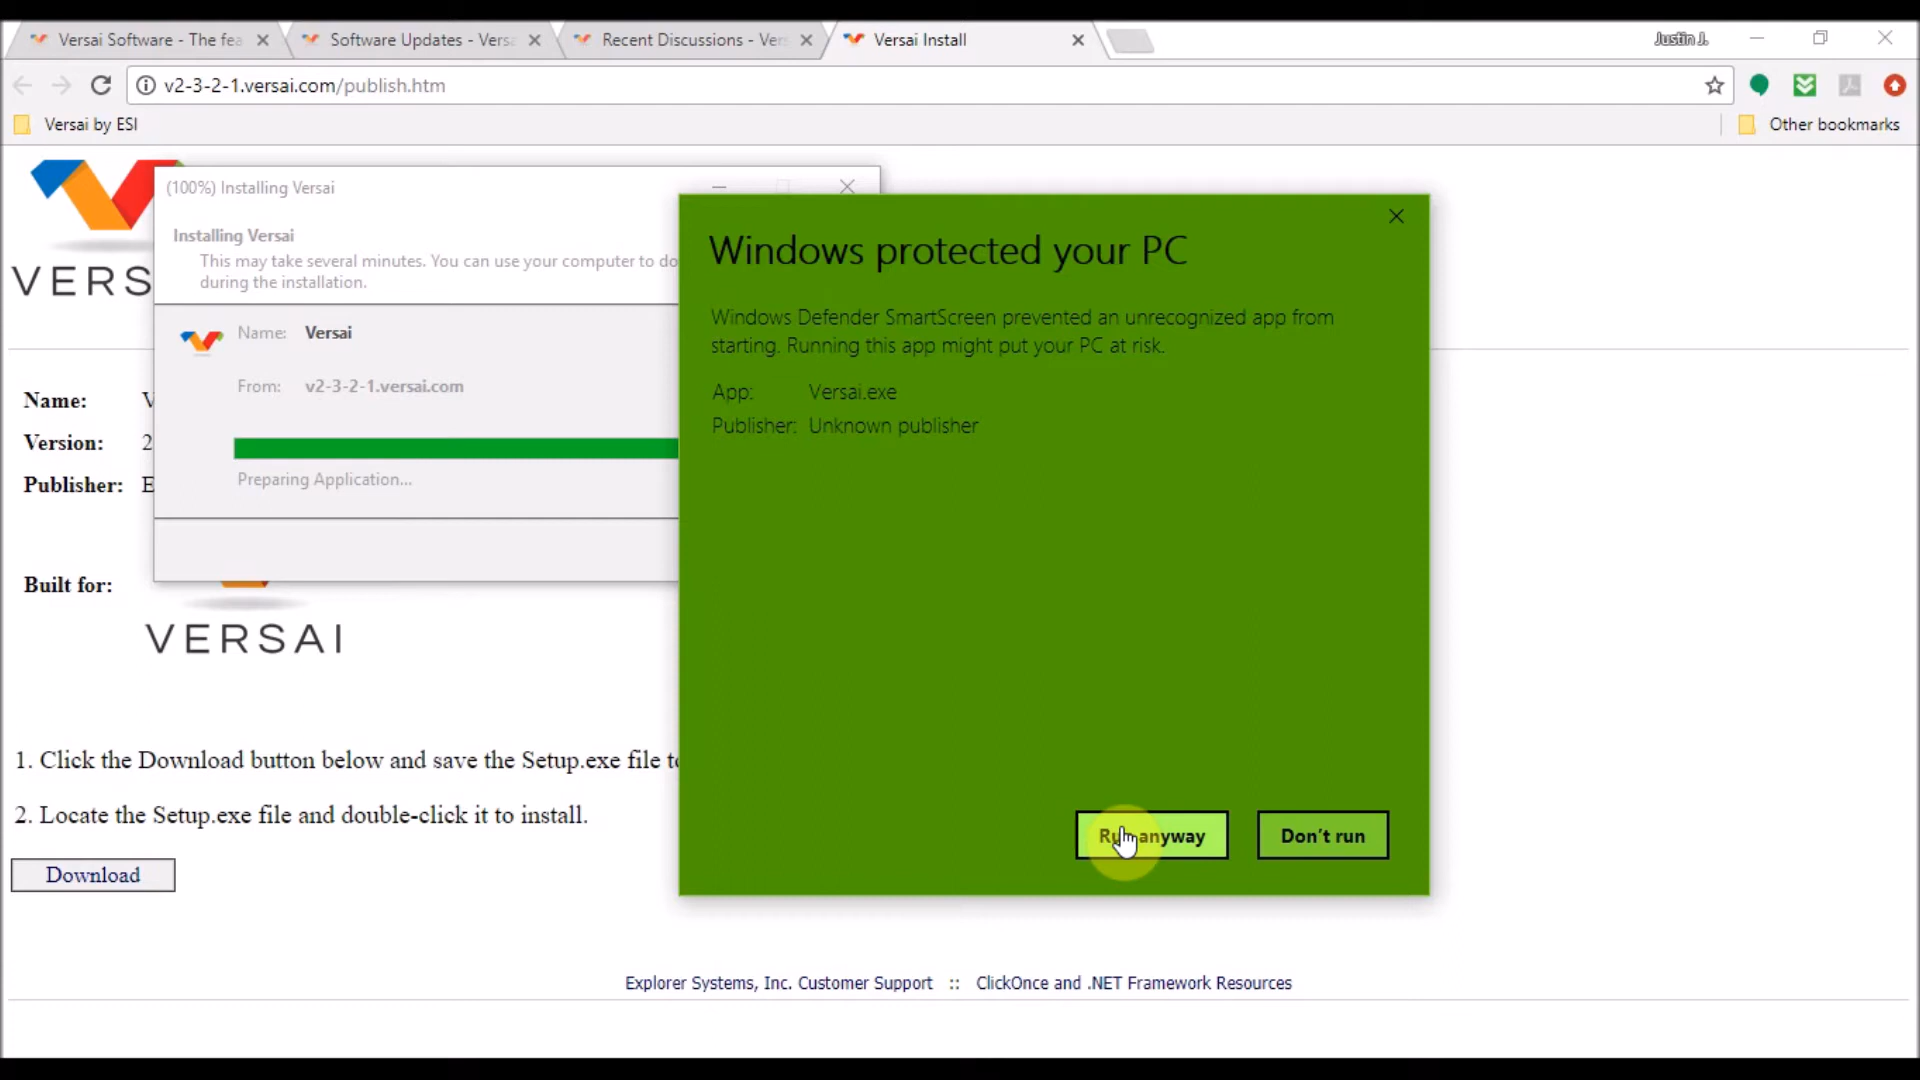 Versai Software - The fea
Software Updates - Versa
Recent Discussions - Ver
Versai Install
Justin J.
v2-3-2-1.versai.com/publish.htm
Versai by ESI
Other bookmarks
VERS
(100%) Installing Versai
Installing Versai
This may take several minutes. You can use your computer to do
during the installation.
Name: Versai
From: v2-3-2-1.versai.com
Preparing Application...
Windows protected your PC
Windows Defender SmartScreen prevented an unrecognized app from
starting. Running this app might put your PC at risk.
App: Versai.exe
Publisher: Unknown publisher
Run anyway
Don't run
Name: V
Version: 2
Publisher: E
Built for:
VERSAI
1. Click the Download button below and save the Setup.exe file to
2. Locate the Setup.exe file and double-click it to install.
Download
Explorer Systems, Inc. Customer Support :: ClickOnce and .NET Framework Resources